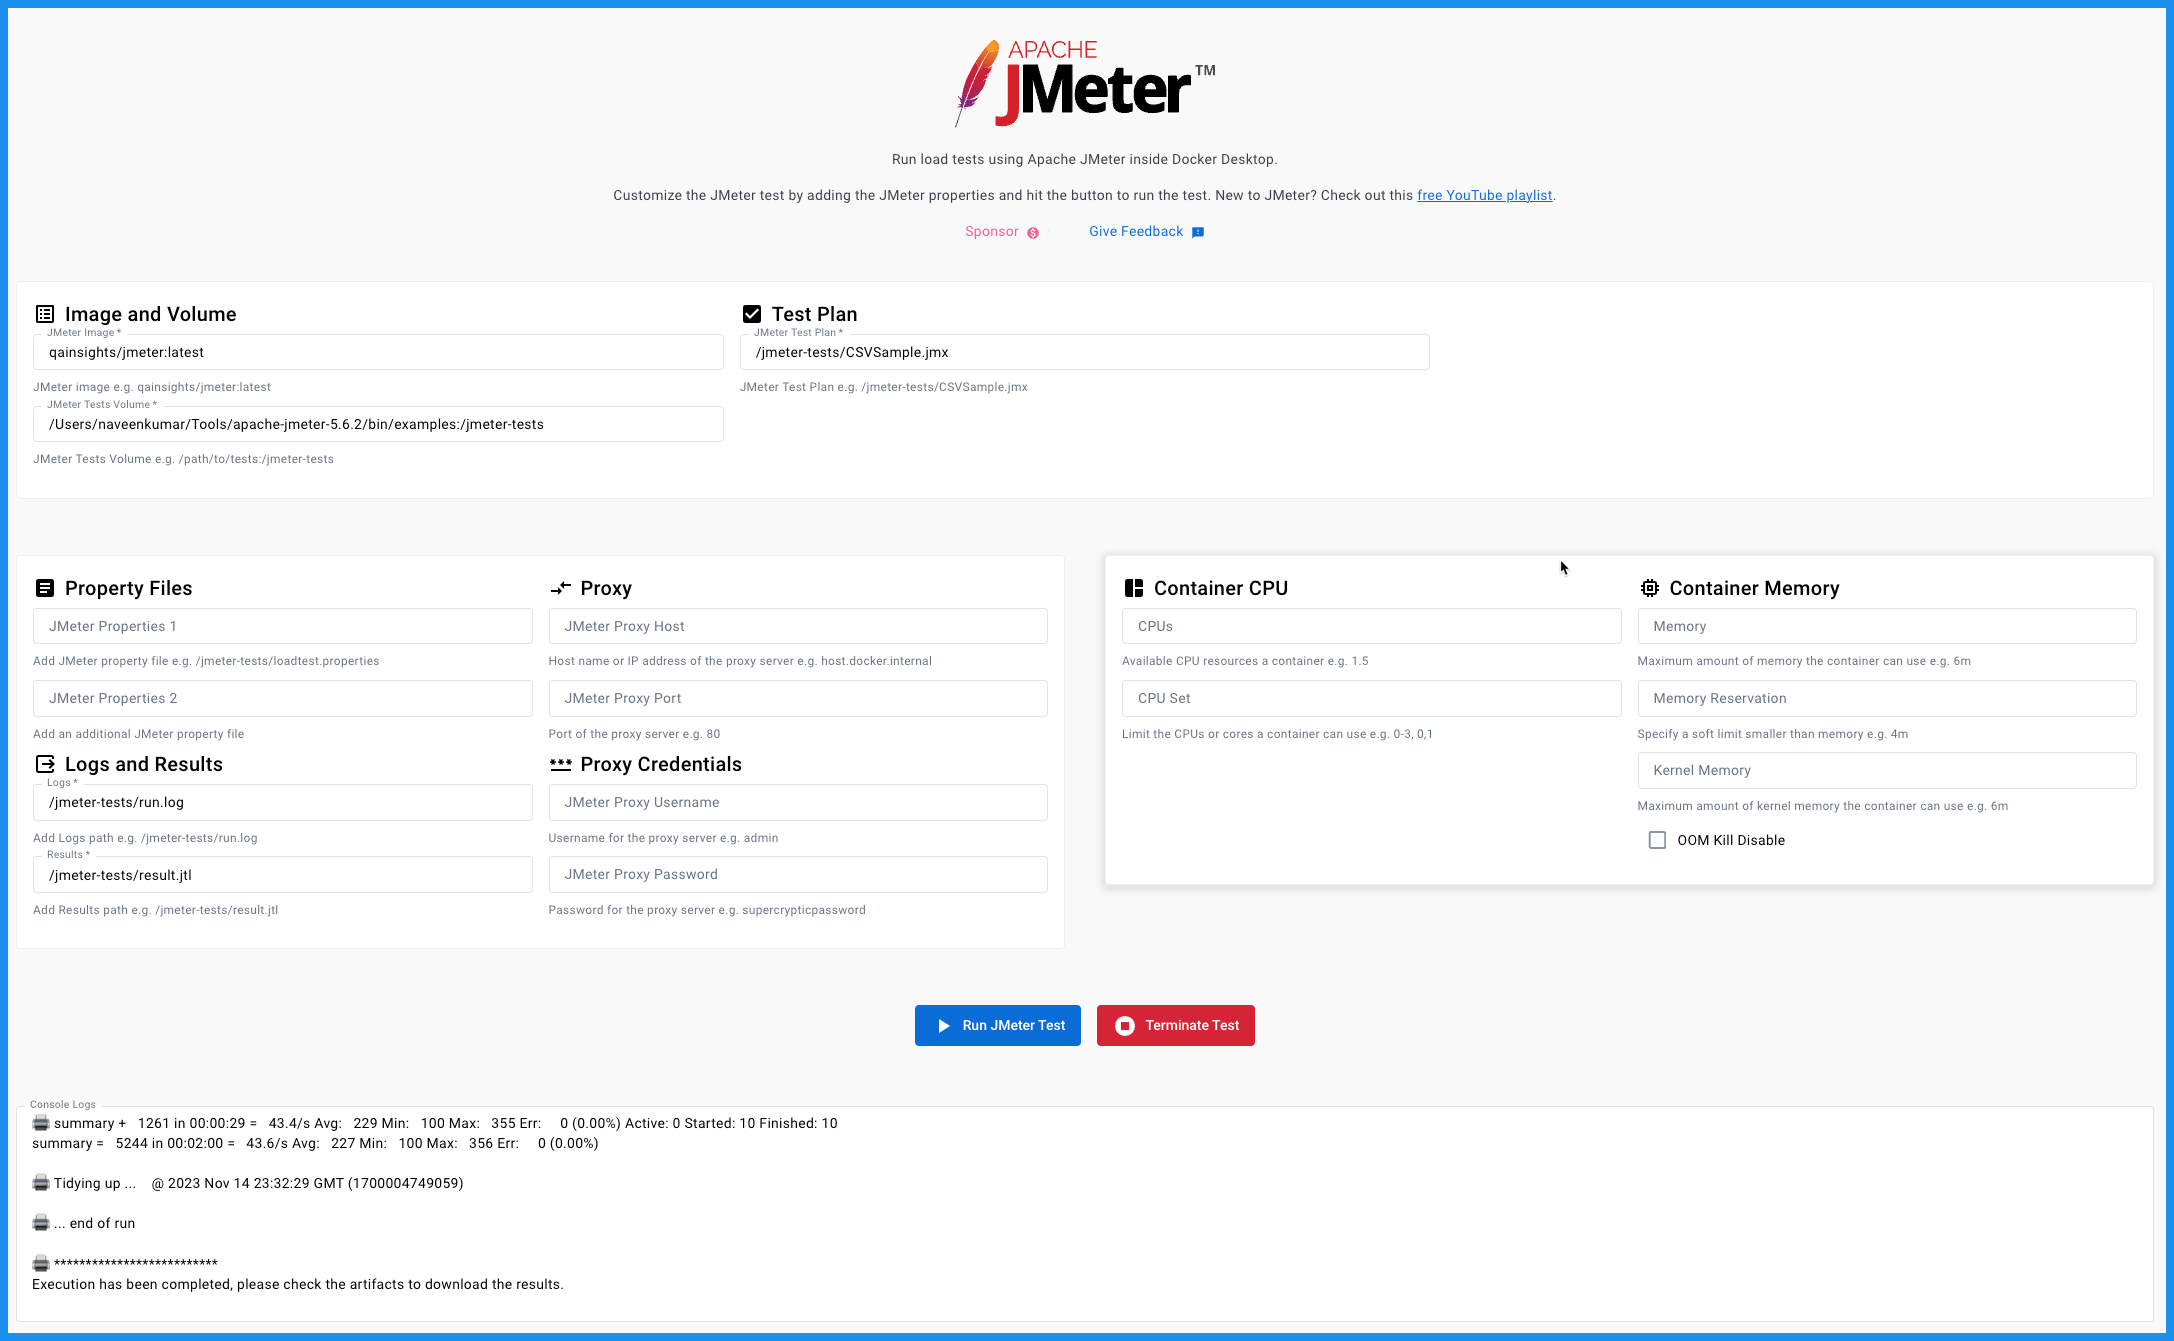 APACHE
JMeter™
Run load tests using Apache JMeter inside Docker Desktop.
Customize the JMeter test by adding the JMeter properties and hit the button to run the test. New to JMeter? Check out this free YouTube playlist.
Sponsor
Give Feedback
Image and Volume
JMeter Image *
qainsights/jmeter:latest
JMeter image e.g. qainsights/jmeter:latest
JMeter Tests Volume *
/Users/naveenkumar/Tools/apache-jmeter-5.6.2/bin/examples:/jmeter-tests
JMeter Tests Volume e.g. /path/to/tests:/jmeter-tests
Test Plan
JMeter Test Plan *
/jmeter-tests/CSVSample.jmx
JMeter Test Plan e.g. /jmeter-tests/CSVSample.jmx
Property Files
JMeter Properties 1
Add JMeter property file e.g. /jmeter-tests/loadtest.properties
JMeter Properties 2
Add an additional JMeter property file
Logs and Results
Logs *
/jmeter-tests/run.log
Add Logs path e.g. /jmeter-tests/run.log
Results *
/jmeter-tests/result.jtl
Add Results path e.g. /jmeter-tests/result.jtl
Proxy
JMeter Proxy Host
Host name or IP address of the proxy server e.g. host.docker.internal
JMeter Proxy Port
Port of the proxy server e.g. 80
Proxy Credentials
JMeter Proxy Username
Username for the proxy server e.g. admin
JMeter Proxy Password
Password for the proxy server e.g. supercrypticpassword
Container CPU
CPUs
Available CPU resources a container e.g. 1.5
CPU Set
Limit the CPUs or cores a container can use e.g. 0-3, 0,1
Container Memory
Memory
Maximum amount of memory the container can use e.g. 6m
Memory Reservation
Specify a soft limit smaller than memory e.g. 4m
Kernel Memory
Maximum amount of kernel memory the container can use e.g. 6m
OOM Kill Disable
Run JMeter Test
Terminate Test
Console Logs
summary +   1261 in 00:00:29 =   43.4/s Avg:   229 Min:   100 Max:   355 Err:     0 (0.00%) Active: 0 Started: 10 Finished: 10
summary =   5244 in 00:02:00 =   43.6/s Avg:   227 Min:   100 Max:   356 Err:     0 (0.00%)
Tidying up ...    @ 2023 Nov 14 23:32:29 GMT (1700004749059)
... end of run
**************************
Execution has been completed, please check the artifacts to download the results.